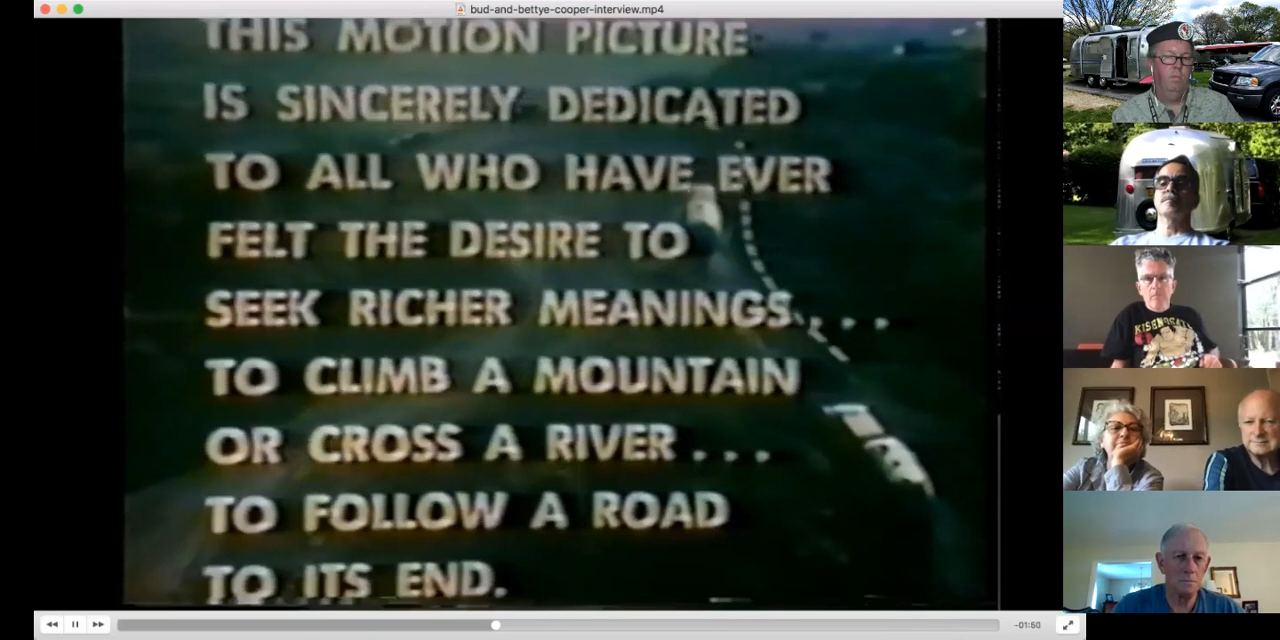 bud-and-bettye-cooper-interview.mp4
THIS MOTION PICTURE
IS SINCERELY DEDICATED
TO ALL WHO HAVE EVER
FELT THE DESIRE TO
SEEK RICHER MEANINGS...
TO CLIMB A MOUNTAIN
OR CROSS A RIVER...
TO FOLLOW A ROAD
TO ITS END.
-01:50